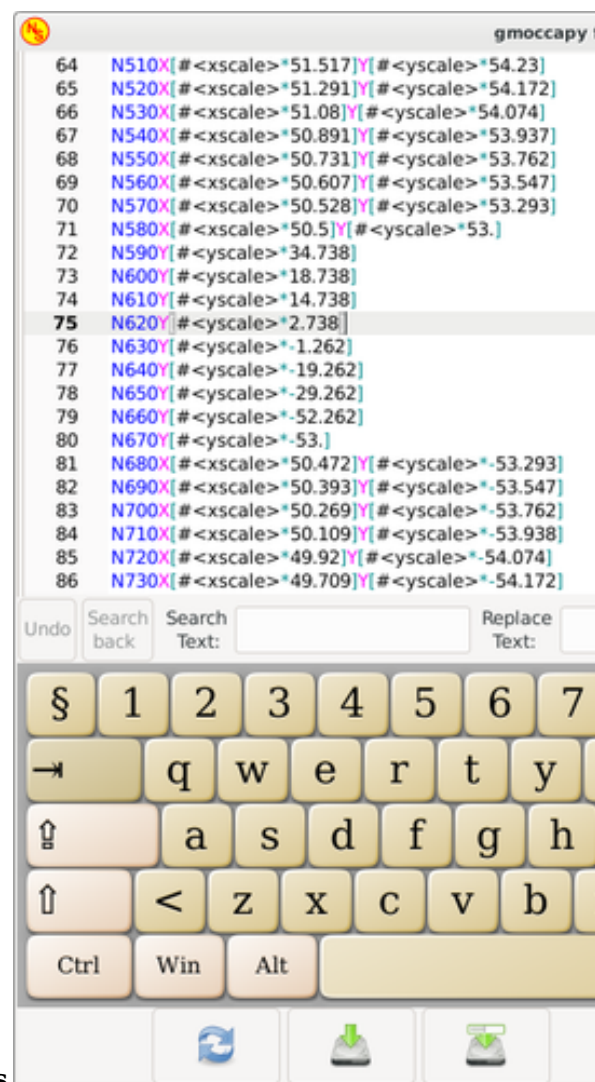 gmoccapy
64 N510X[#<xscale>*51.517]Y[#<yscale>*54.23]
65 N520X[#<xscale>*51.291]Y[#<yscale>*54.172]
66 N530X[#<xscale>*51.08]Y[#<yscale>*54.074]
67 N540X[#<xscale>*50.891]Y[#<yscale>*53.937]
68 N550X[#<xscale>*50.731]Y[#<yscale>*53.762]
69 N560X[#<xscale>*50.607]Y[#<yscale>*53.547]
70 N570X[#<xscale>*50.528]Y[#<yscale>*53.293]
71 N580X[#<xscale>*50.5]Y[#<yscale>*53.]
72 N590Y[#<yscale>*34.738]
73 N600Y[#<yscale>*18.738]
74 N610Y[#<yscale>*14.738]
75 N620Y[#<yscale>*2.738]
76 N630Y[#<yscale>*-1.262]
77 N640Y[#<yscale>*-19.262]
78 N650Y[#<yscale>*-29.262]
79 N660Y[#<yscale>*-52.262]
80 N670Y[#<yscale>*-53.]
81 N680X[#<xscale>*50.472]Y[#<yscale>*-53.293]
82 N690X[#<xscale>*50.393]Y[#<yscale>*-53.547]
83 N700X[#<xscale>*50.269]Y[#<yscale>*-53.762]
84 N710X[#<xscale>*50.109]Y[#<yscale>*-53.938]
85 N720X[#<xscale>*49.92]Y[#<yscale>*-54.074]
86 N730X[#<xscale>*49.709]Y[#<yscale>*-54.172]
Undo Search back Search Text: Replace Text:
§ 1 2 3 4 5 6 7
⇥ q w e r t y
⇪ a s d f g h
⇧ < z x c v b
Ctrl Win Alt
s